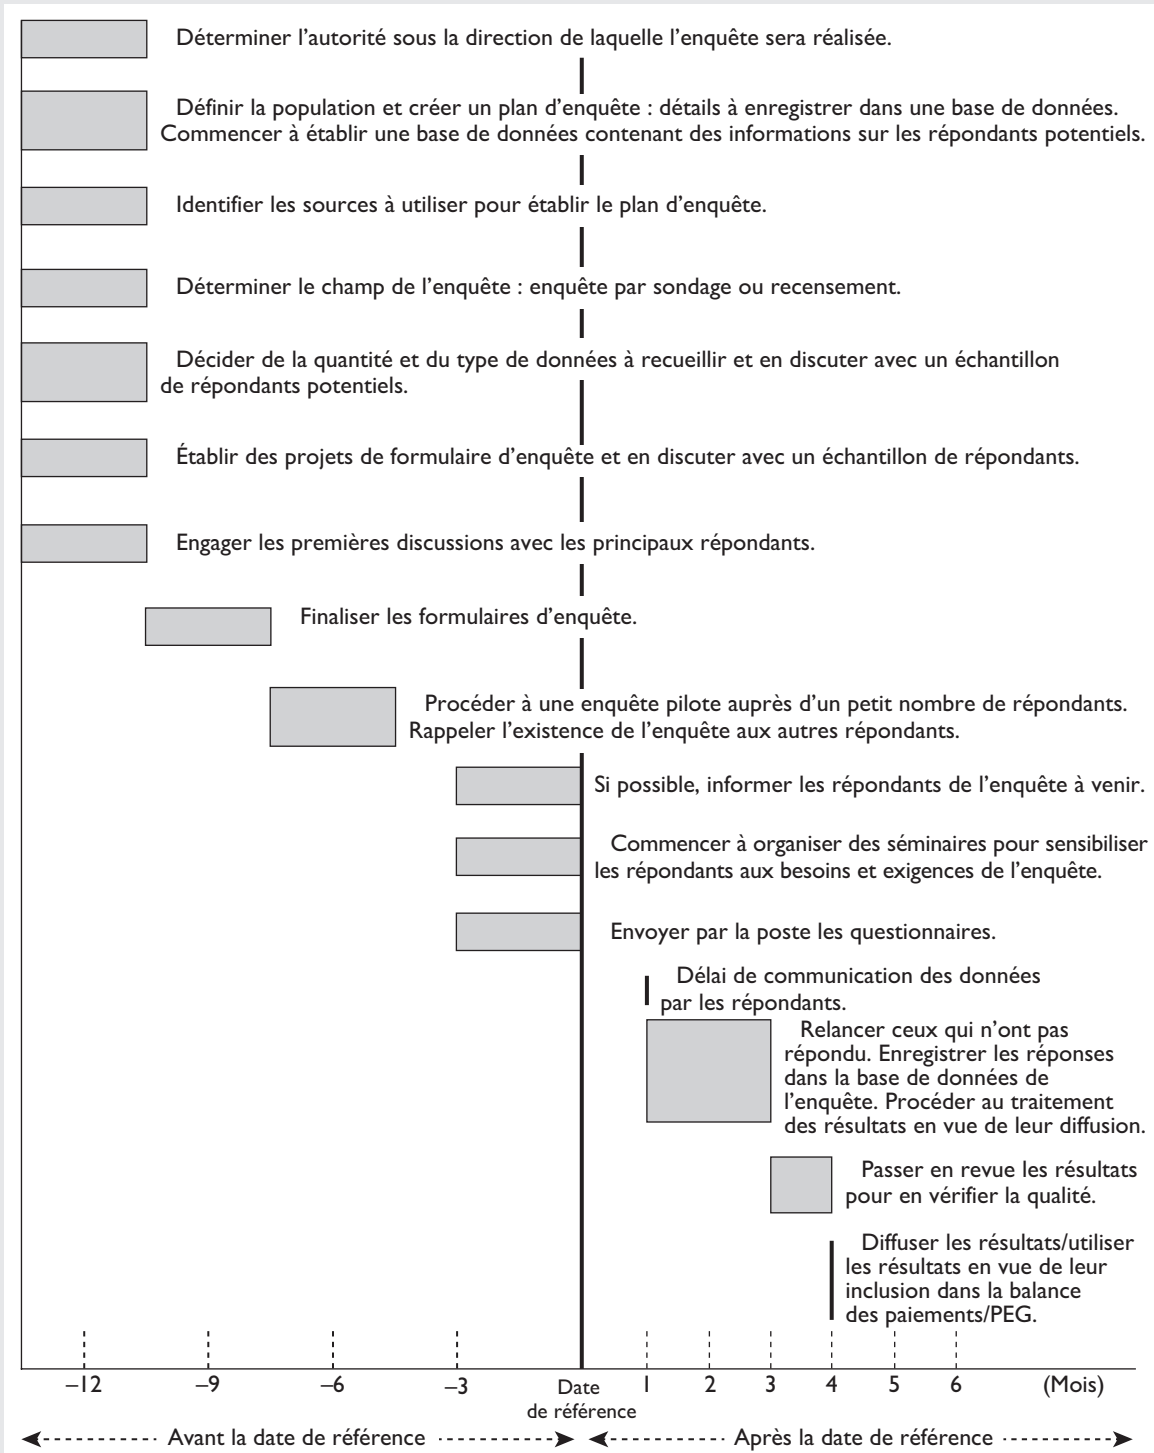 Déterminer l’autorité sous la direction de laquelle l’enquête sera réalisée.
Définir la population et créer un plan d’enquête : détails à enregistrer dans une base de données.
Commencer à établir une base de données contenant des informations sur les répondants potentiels.
Identifier les sources à utiliser pour établir le plan d’enquête.
Déterminer le champ de l’enquête : enquête par sondage ou recensement.
Décider de la quantité et du type de données à recueillir et en discuter avec un échantillon
de répondants potentiels.
Établir des projets de formulaire d’enquête et en discuter avec un échantillon de répondants.
Engager les premières discussions avec les principaux répondants.
Finaliser les formulaires d’enquête.
Procéder à une enquête pilote auprès d’un petit nombre de répondants.
Rappeler l’existence de l’enquête aux autres répondants.
Si possible, informer les répondants de l’enquête à venir.
Commencer à organiser des séminaires pour sensibiliser
les répondants aux besoins et exigences de l’enquête.
Envoyer par la poste les questionnaires.
Délai de communication des données
par les répondants.
Relancer ceux qui n’ont pas
répondu. Enregistrer les réponses
dans la base de données de
l’enquête. Procéder au traitement
des résultats en vue de leur diffusion.
Passer en revue les résultats
pour en vérifier la qualité.
Diffuser les résultats/utiliser
les résultats en vue de leur
inclusion dans la balance
des paiements/PEG.
–12 –9 –6 –3 Date 1 2 3 4 5 6 (Mois)
de référence
Avant la date de référence Après la date de référence